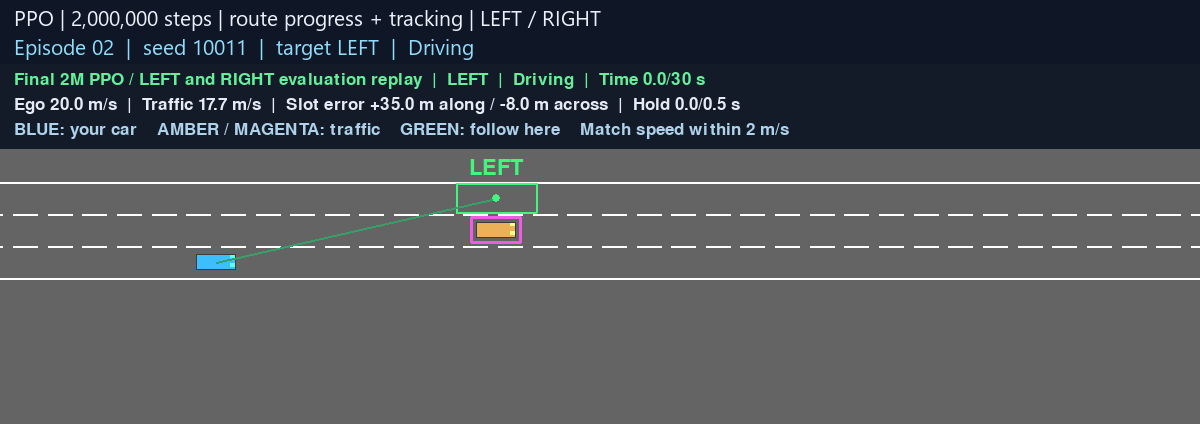 PPO | 2,000,000 steps | route progress + tracking | LEFT / RIGHT
Episode 02 | seed 10011 | target LEFT | Driving
Final 2M PPO / LEFT and RIGHT evaluation replay | LEFT | Driving | Time 0.0/30 s
Ego 20.0 m/s | Traffic 17.7 m/s | Slot error +35.0 m along / -8.0 m across | Hold 0.0/0.5 s
BLUE: your car AMBER / MAGENTA: traffic GREEN: follow here Match speed within 2 m/s
LEFT